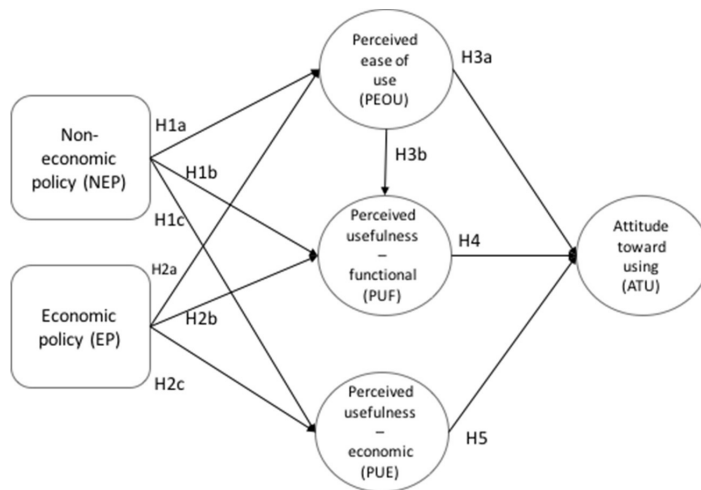 Perceived
ease of
use
(PEOU)
H3a
Non-
economic
policy (NEP)
H1a
H1b
H1c
H3b
Perceived
usefulness
–
functional
(PUF)
H4
Attitude
toward
using
(ATU)
Economic
policy (EP)
H2a
H2b
H2c
Perceived
usefulness
–
economic
(PUE)
H5